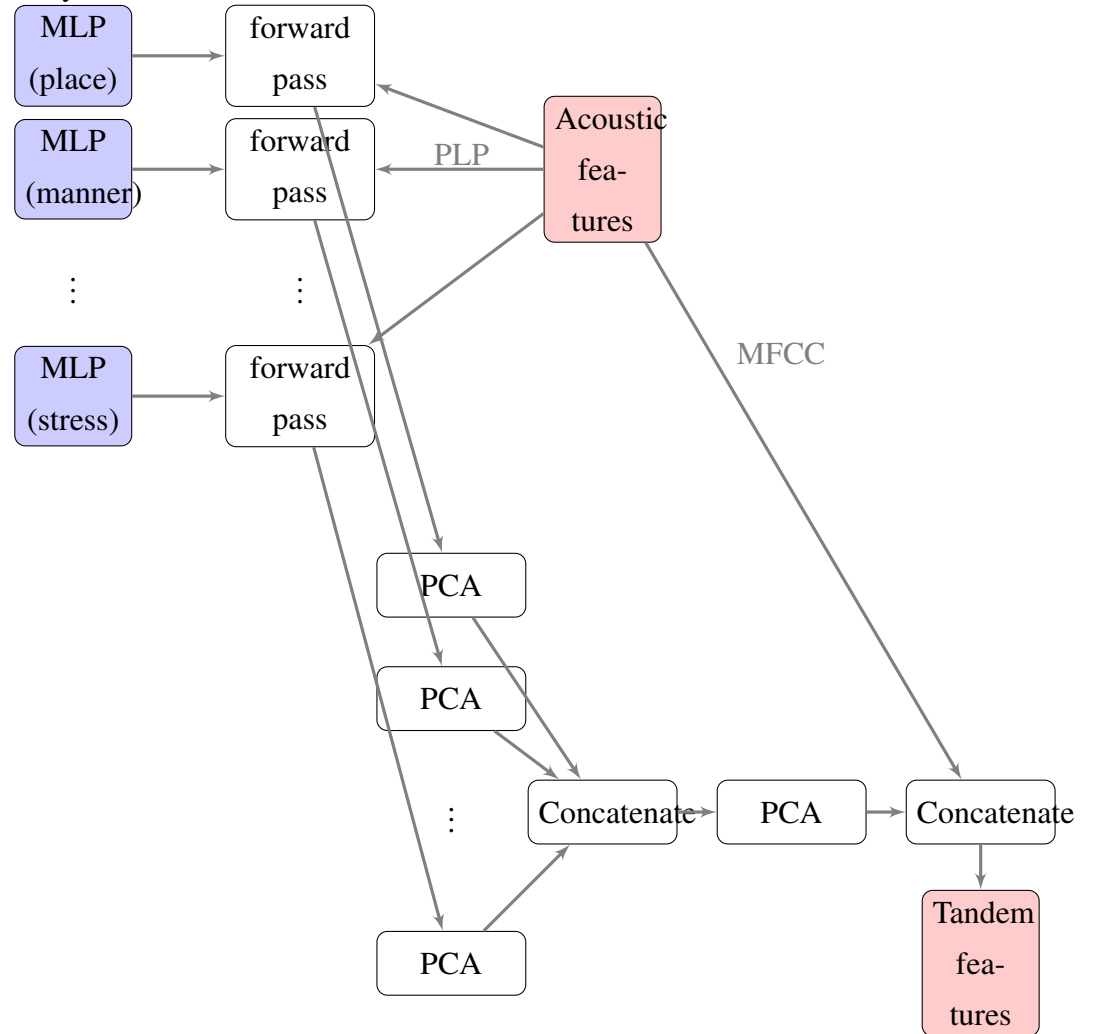 MLP
(place)
forward
pass
MLP
(manner)
forward
pass
PLP
Acoustic
fea-
tures
⋮
⋮
MLP
(stress)
forward
pass
MFCC
PCA
PCA
⋮
Concatenate
PCA
Concatenate
PCA
Tandem
fea-
tures